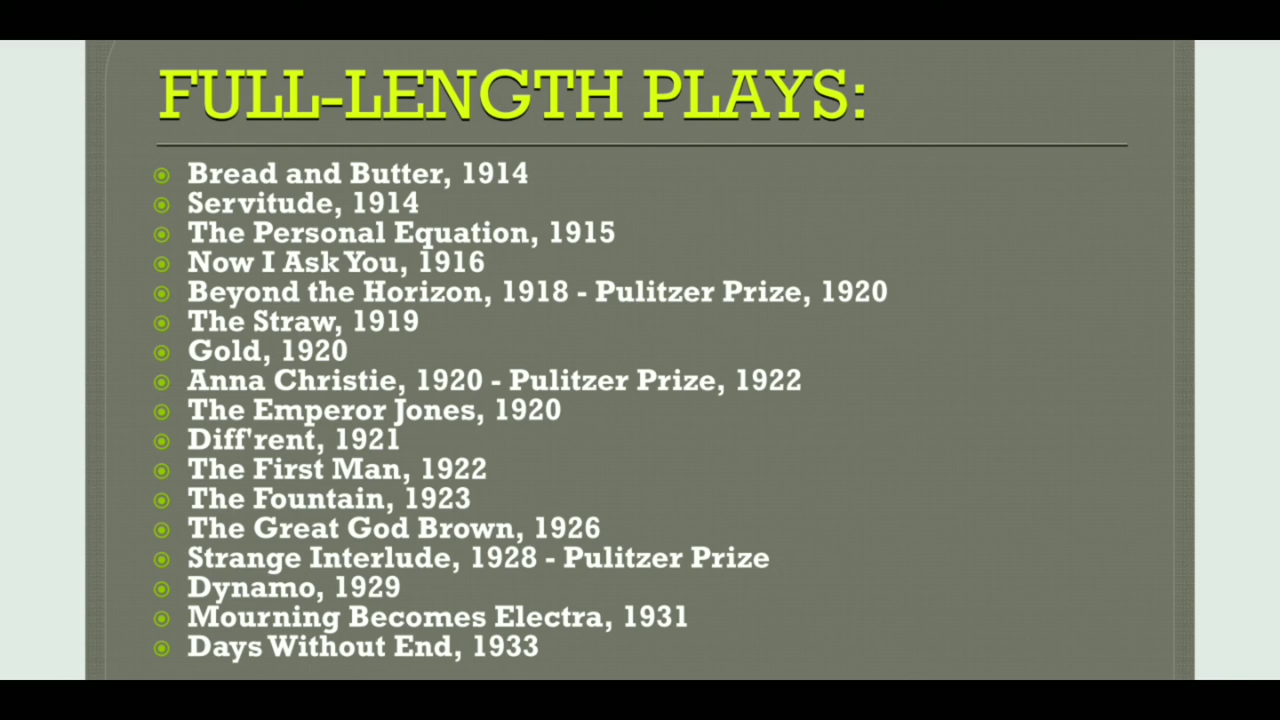 FULL-LENGTH PLAYS:
Bread and Butter, 1914
Servitude, 1914
The Personal Equation, 1915
Now I Ask You, 1916
Beyond the Horizon, 1918 - Pulitzer Prize, 1920
The Straw, 1919
Gold, 1920
Anna Christie, 1920 - Pulitzer Prize, 1922
The Emperor Jones, 1920
Diff'rent, 1921
The First Man, 1922
The Fountain, 1923
The Great God Brown, 1926
Strange Interlude, 1928 - Pulitzer Prize
Dynamo, 1929
Mourning Becomes Electra, 1931
Days Without End, 1933